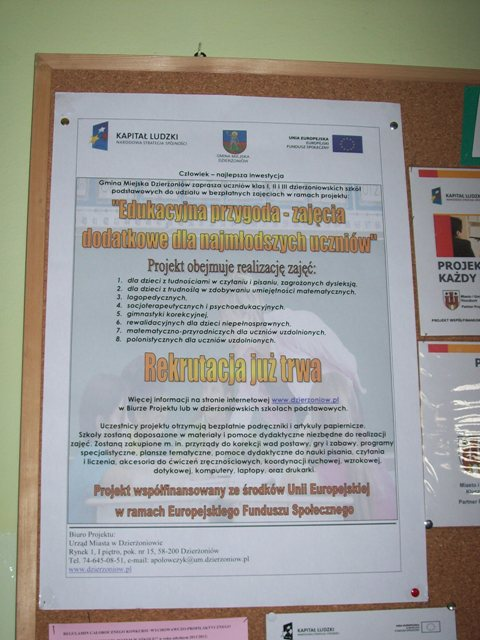 KAPITAŁ LUDZKI
NARODOWA STRATEGIA SPÓJNOŚCI
GMINA MIEJSKA
DZIERŻONIÓW
UNIA EUROPEJSKA
EUROPEJSKI
FUNDUSZ SPOŁECZNY
Człowiek – najlepsza inwestycja
Gmina Miejska Dzierżoniów zaprasza uczniów klas I, II i III dzierżoniowskich szkół
podstawowych do udziału w bezpłatnych zajęciach w ramach projektu:
"Edukacyjna przygoda - zajęcia
dodatkowe dla najmłodszych uczniów"
Projekt obejmuje realizację zajęć:
1. dla dzieci z trudnościami w czytaniu i pisaniu, zagrożonych dysleksją,
2. dla dzieci z trudnością w zdobywaniu umiejętności matematycznych,
3. logopedycznych,
4. socjoterapeutycznych i psychoedukacyjnych,
5. gimnastyki korekcyjnej,
6. rewalidacyjnych dla dzieci niepełnosprawnych,
7. matematyczno-przyrodniczych dla uczniów uzdolnionych,
8. polonistycznych dla uczniów uzdolnionych.
Rekrutacja już trwa
Więcej informacji na stronie internetowej www.dzierzoniow.pl
w Biurze Projektu lub w dzierżoniowskich szkołach podstawowych.
Uczestnicy projektu otrzymują bezpłatnie podręczniki i artykuły papiernicze.
Szkoły zostaną doposażone w materiały i pomoce dydaktyczne niezbędne do realizacji
zajęć. Zostaną zakupione m. in. przyrządy do korekcji wad postawy, gry i zabawy, programy
specjalistyczne, plansze tematyczne, pomoce dydaktyczne do nauki pisania, czytania
i liczenia, akcesoria do ćwiczeń zręcznościowych, koordynacji ruchowej, wzrokowej,
dotykowej, komputery, laptopy, oraz drukarki.
Projekt współfinansowany ze środków Unii Europejskiej
w ramach Europejskiego Funduszu Społecznego
Biuro Projektu:
Urząd Miasta w Dzierżoniowie
Rynek 1, I piętro, pok. nr 15, 58-200 Dzierżoniów
Tel. 74-645-08-51, e-mail: apolowczyk@um.dzierzoniow.pl
www.dzierzoniow.pl
KAPITAŁ LUDZKI
PROJEK
KAŻDY
PROJEKT WSPÓŁFINANSOW
P
Miasto i
Partner
KAPITAŁ LUDZKI
NARODOWA STRATEGIA SPÓJNOŚCI
UNIA EUROPEJSKA